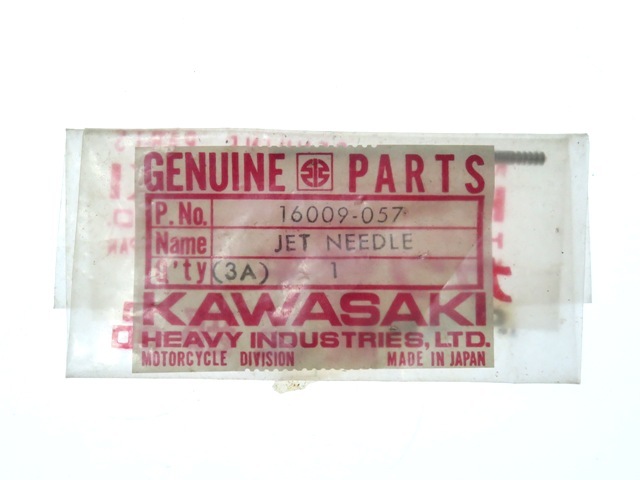 GENUINE PARTS
P. No. 16009-057
Name JET NEEDLE
Q'ty (3A) 1
KAWASAKI
HEAVY INDUSTRIES, LTD.
MOTORCYCLE DIVISION MADE IN JAPAN